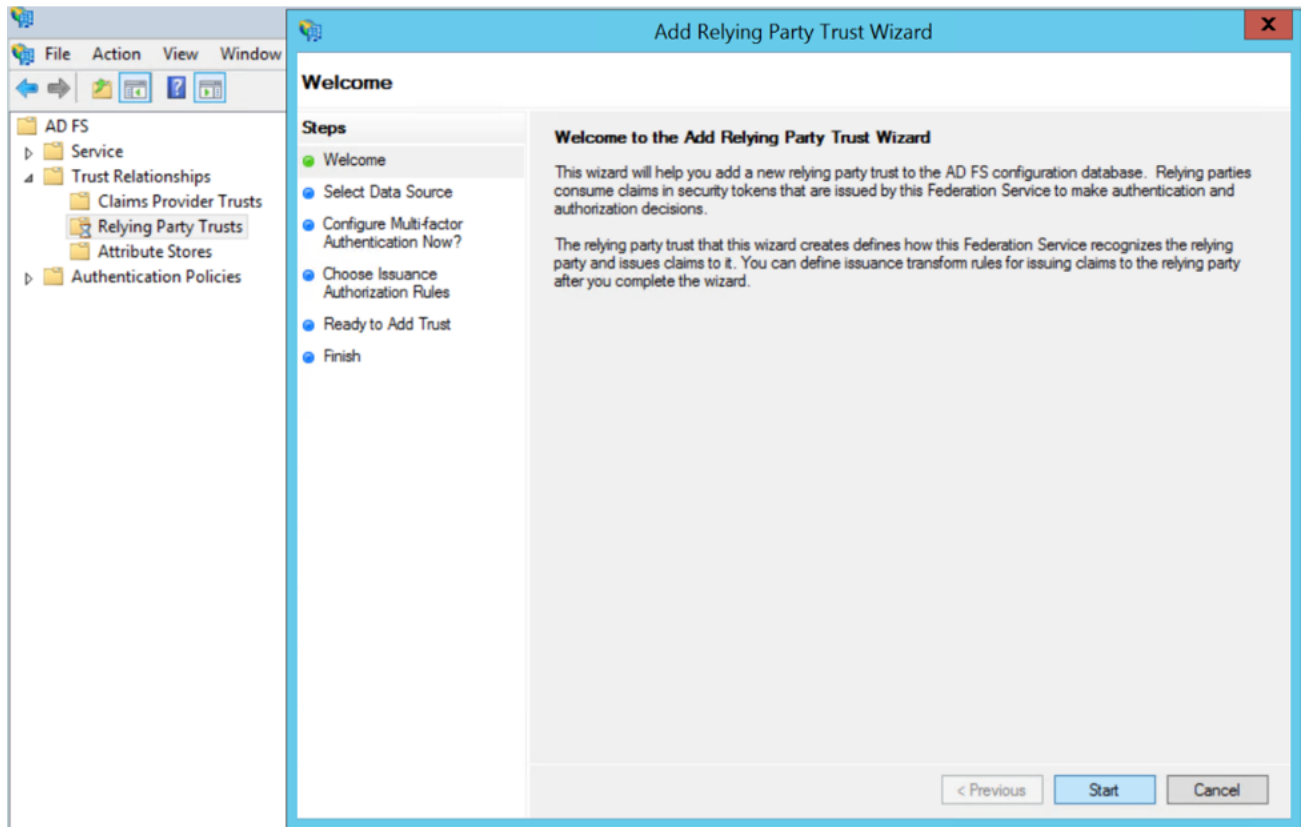 Add Relying Party Trust Wizard
X
File Action View Window
?
AD FS
Service
Trust Relationships
Claims Provider Trusts
Relying Party Trusts
Attribute Stores
Authentication Policies
Welcome
Steps
Welcome
Select Data Source
Configure Multi-factor
Authentication Now?
Choose Issuance
Authorization Rules
Ready to Add Trust
Finish
Welcome to the Add Relying Party Trust Wizard
This wizard will help you add a new relying party trust to the AD FS configuration database. Relying parties
consume claims in security tokens that are issued by this Federation Service to make authentication and
authorization decisions.
The relying party trust that this wizard creates defines how this Federation Service recognizes the relying
party and issues claims to it. You can define issuance transform rules for issuing claims to the relying party
after you complete the wizard.
< Previous
Start
Cancel